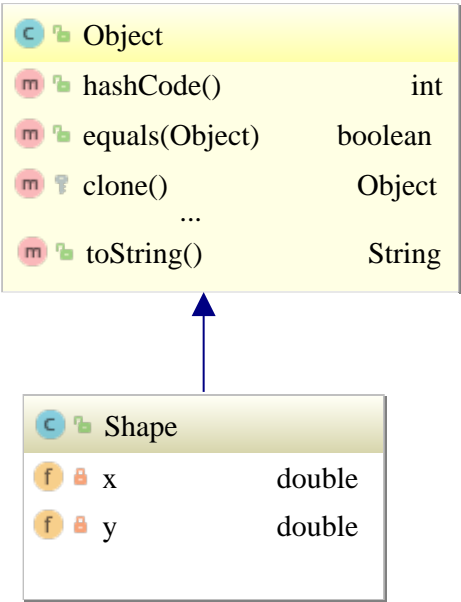 C Object
m hashCode() int
m equals(Object) boolean
m clone() Object
...
m toString() String
C Shape
f x double
f y double